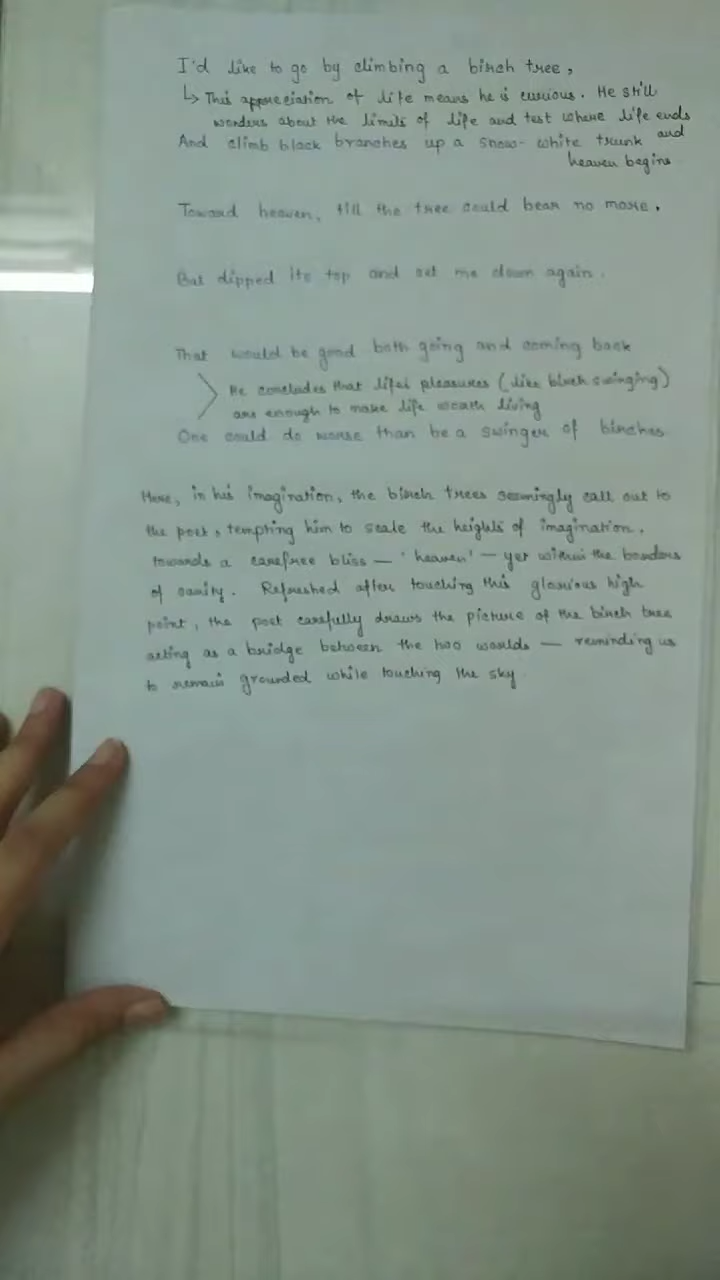 I'd like to go by climbing a birch tree,
↳ This appreciation of life means he is curious. He still
wonders about the limits of life and test where life ends
And climb black branches up a snow-white trunk and
heaven begins
Toward heaven, till the tree could bear no more.
But dipped its top and set me down again.
That would be good both going and coming back
He concludes that life's pleasures (like birch swinging)
are enough to make life worth living
One could do worse than be a swinger of birches
Here, in his imagination, the birch trees seemingly call out to
the poet, tempting him to scale the heights of imagination.
towards a carefree bliss — 'heaven' — yet within the borders
of sanity. Refreshed after touching this glorious high
point, the poet carefully draws the picture of the birch tree
acting as a bridge between the two worlds — reminding us
to remain grounded while touching the sky.